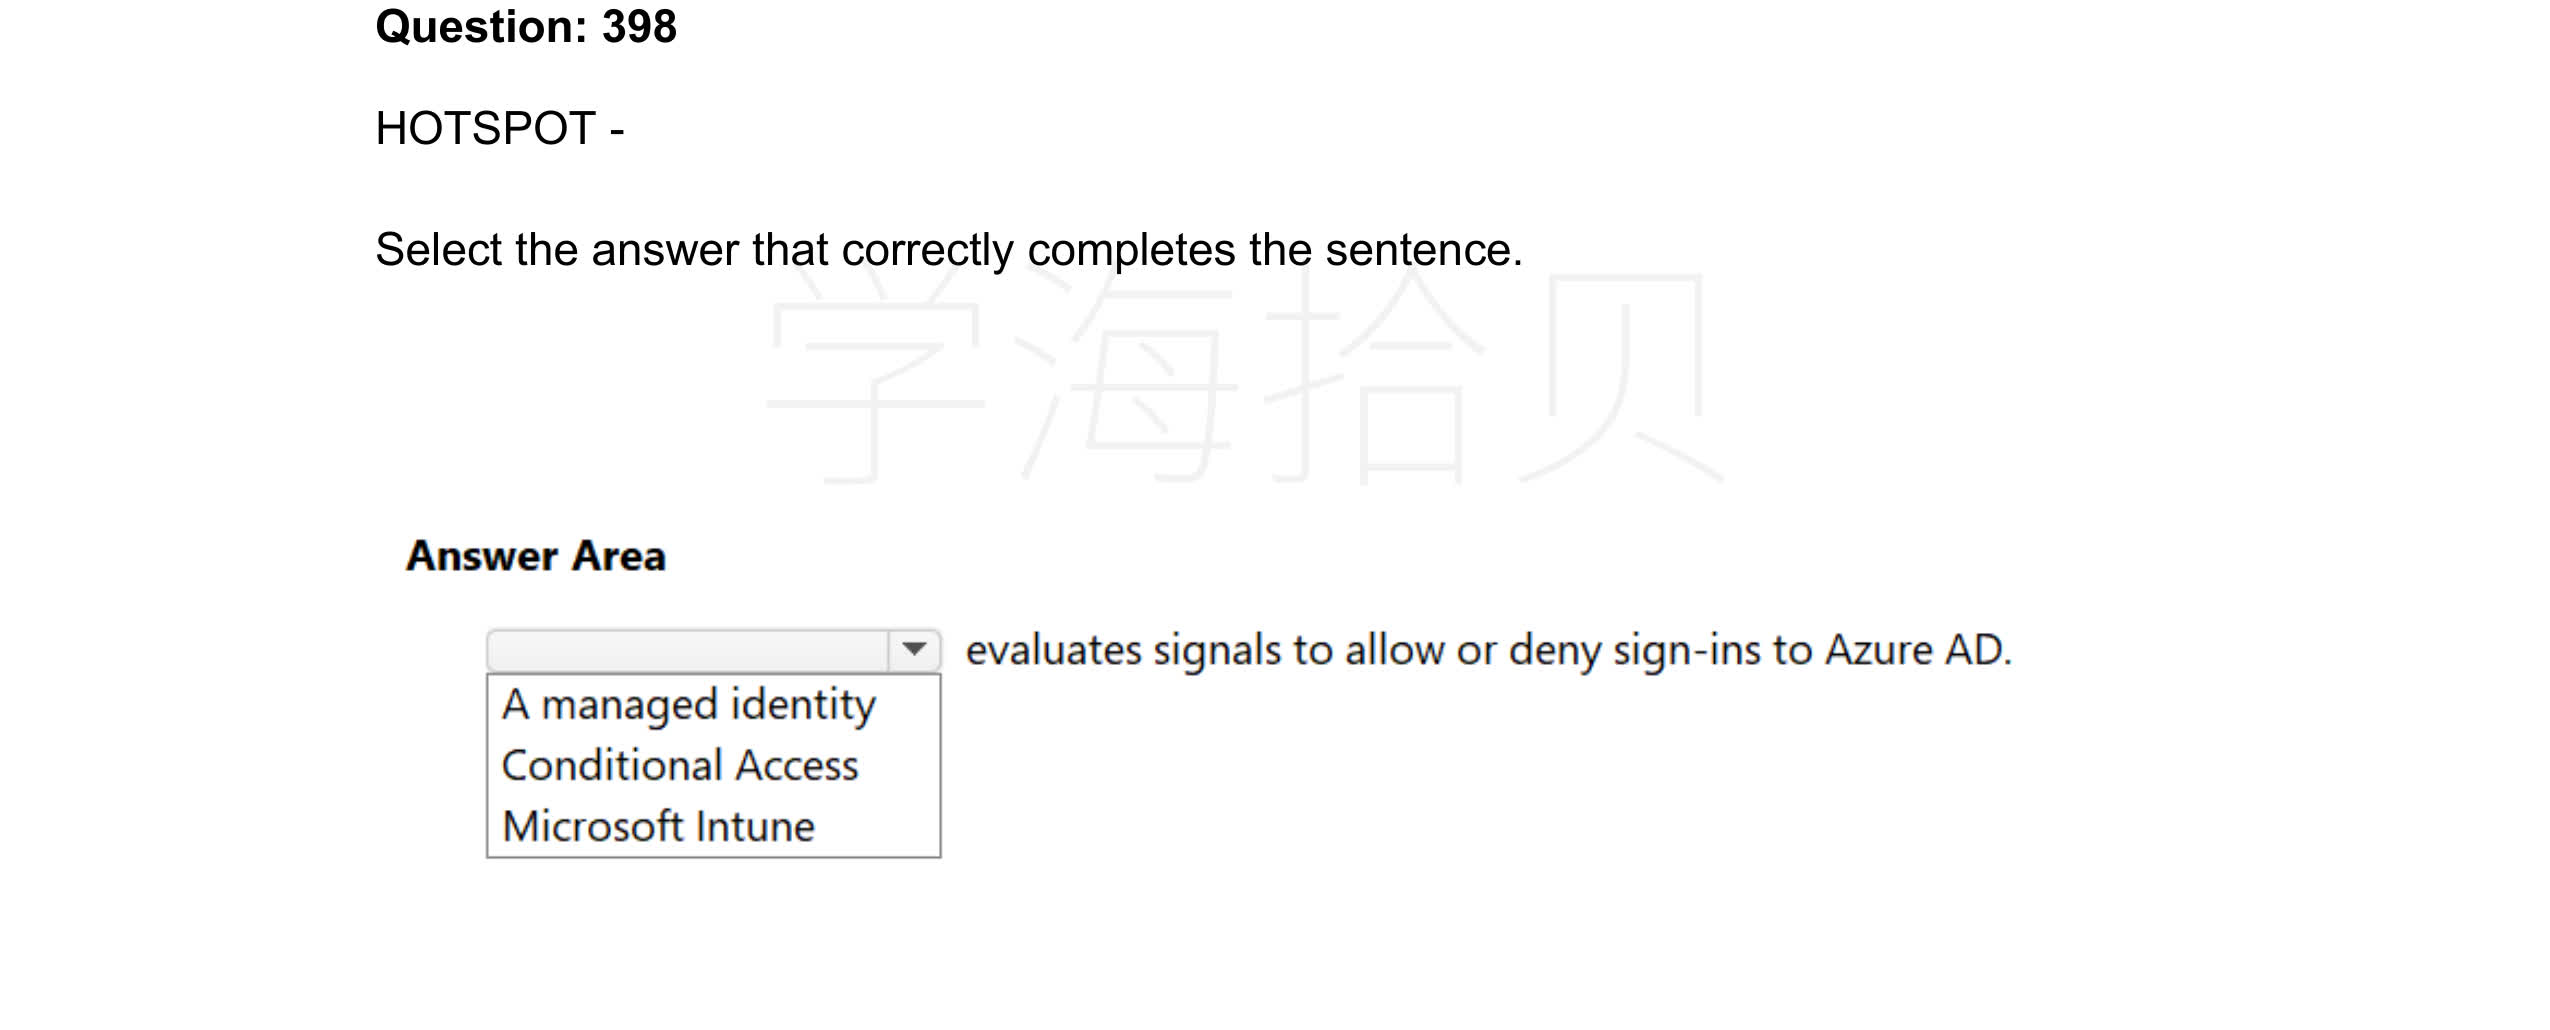 Question: 398
HOTSPOT -
Select the answer that correctly completes the sentence.
学海拾贝
Answer Area
evaluates signals to allow or deny sign-ins to Azure AD.
A managed identity
Conditional Access
Microsoft Intune